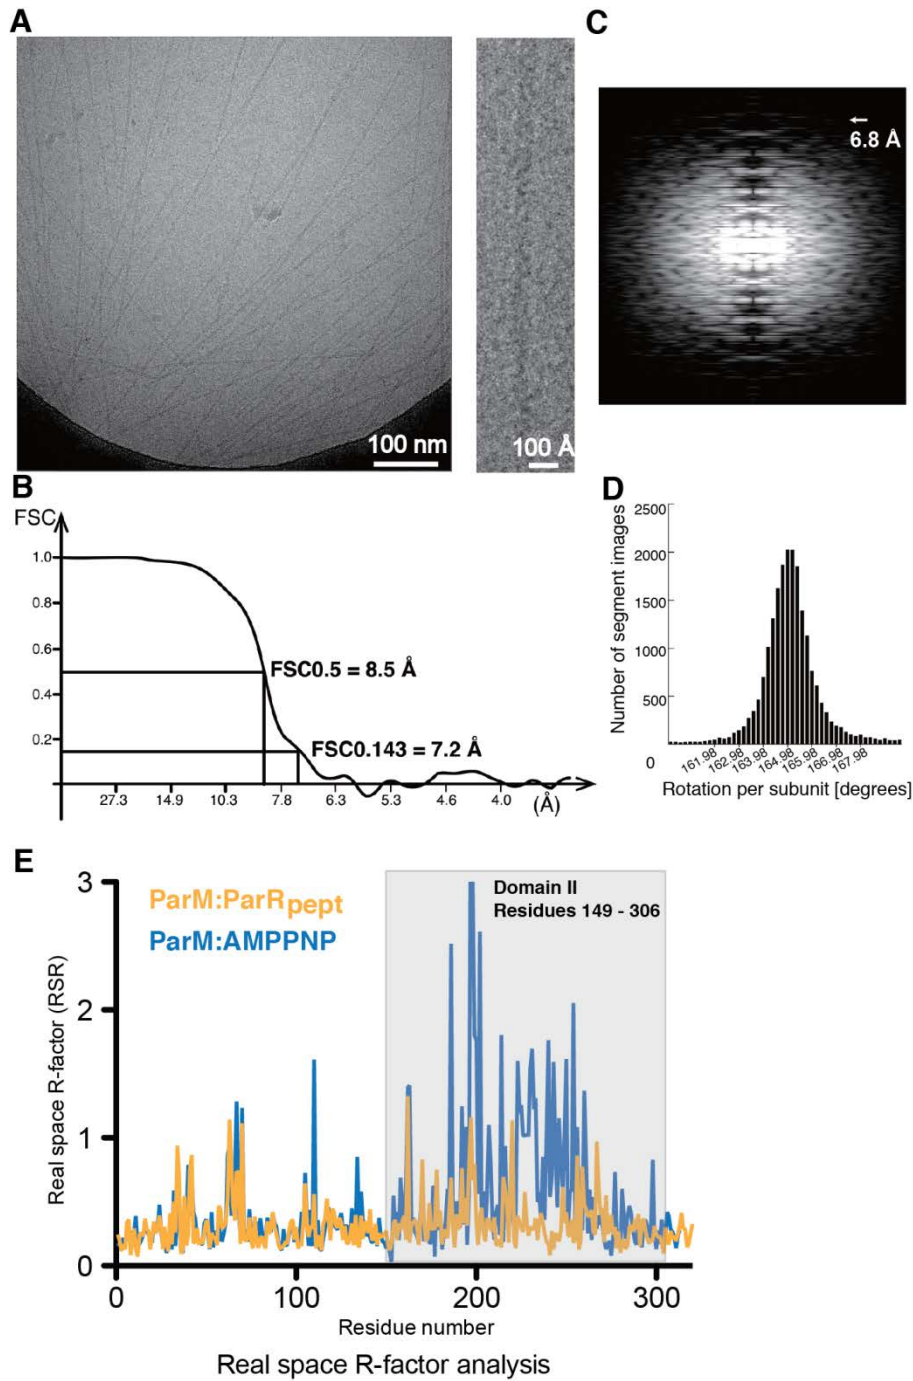 A
C
6.8 Å
100 nm
100 Å
B
FSC
1.0
0.8
0.6
0.4
0.2
FSC0.5 = 8.5 Å
FSC0.143 = 7.2 Å
27.3 14.9 10.3 7.8 6.3 5.3 4.6 4.0
(Å)
D
Number of segment images
2500
2000
1500
1000
500
0
161.98 162.98 163.98 164.98 165.98 166.98 167.98
Rotation per subunit [degrees]
E
ParM:ParRpept
ParM:AMPPNP
Domain II
Residues 149 - 306
Real space R-factor (RSR)
3
2
1
0
0 100 200 300
Residue number
Real space R-factor analysis